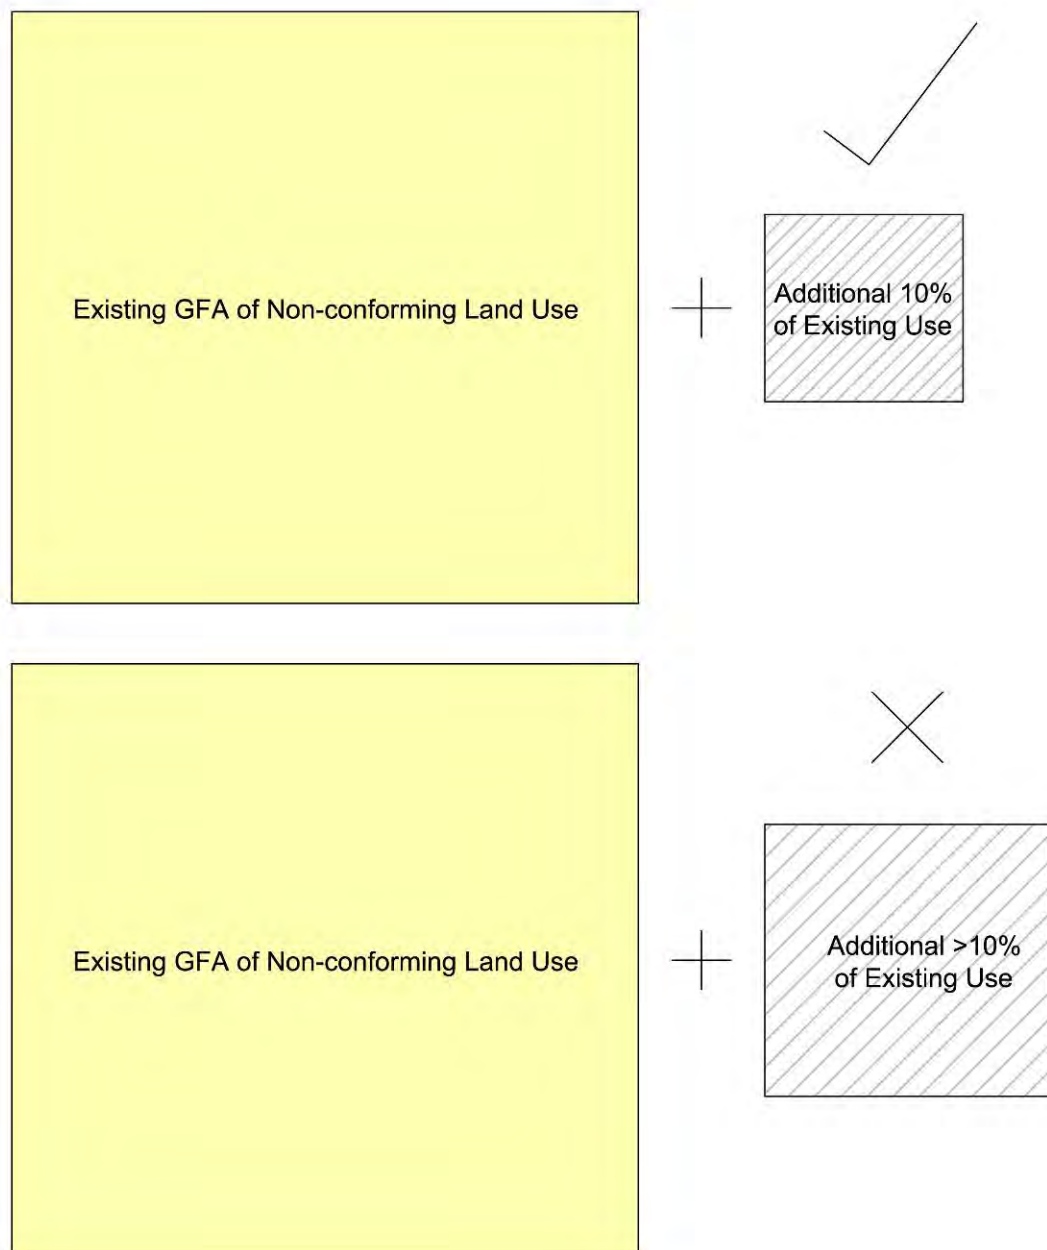 Existing GFA of Non-conforming Land Use
Additional 10%
of Existing Use
Existing GFA of Non-conforming Land Use
Additional >10%
of Existing Use